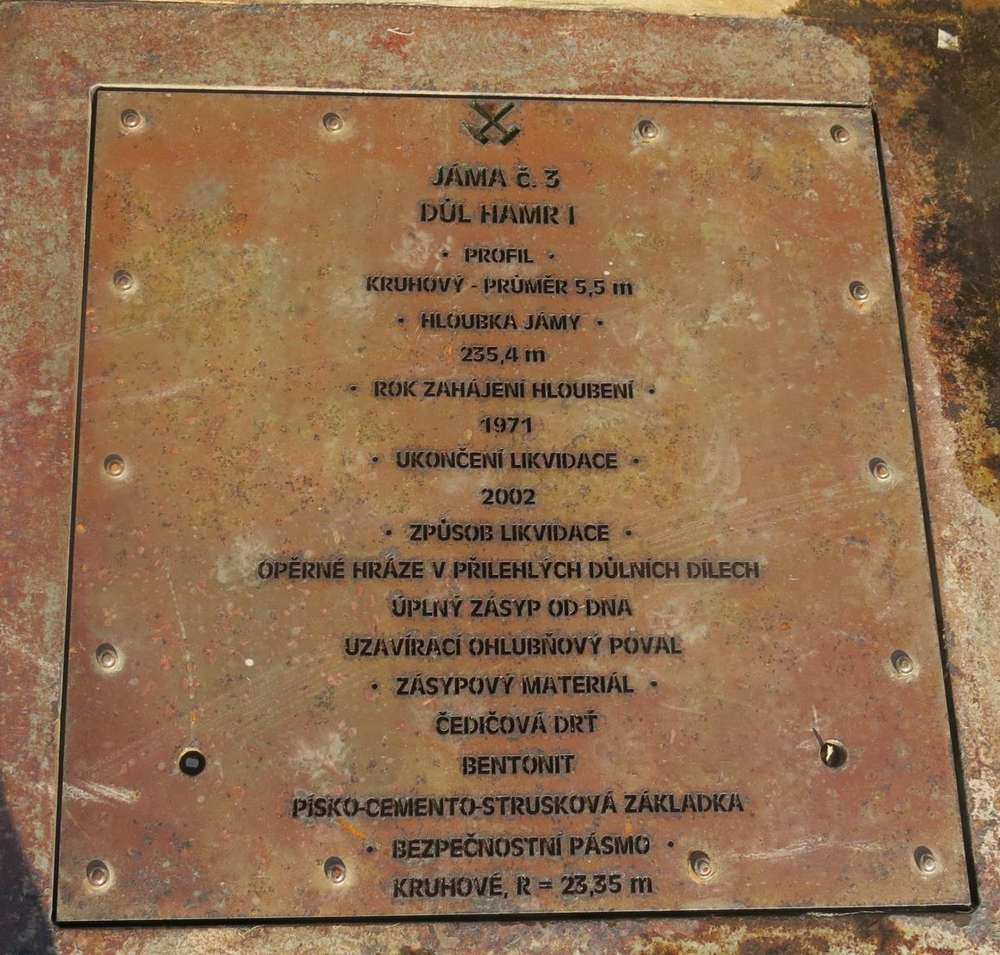 JÁMA č. 3
DŮL HAMR I
• PROFIL •
KRUHOVÝ - PRŮMĚR 5,5 m
• HLOUBKA JÁMY •
235,4 m
• ROK ZAHÁJENÍ HLOUBENÍ •
1971
• UKONČENÍ LIKVIDACE •
2002
• ZPŮSOB LIKVIDACE •
OPĚRNÉ HRÁZE V PŘILEHLÝCH DŮLNÍCH DÍLECH
ÚPLNÝ ZÁSYP OD DNA
UZAVÍRACÍ OHLUBŇOVÝ POVAL
• ZÁSYPOVÝ MATERIÁL •
ČEDIČOVÁ DRŤ
BENTONIT
PÍSKO-CEMENTO-STRUSKOVÁ ZÁKLADKA
• BEZPEČNOSTNÍ PÁSMO •
KRUHOVÉ, R = 23,35 m